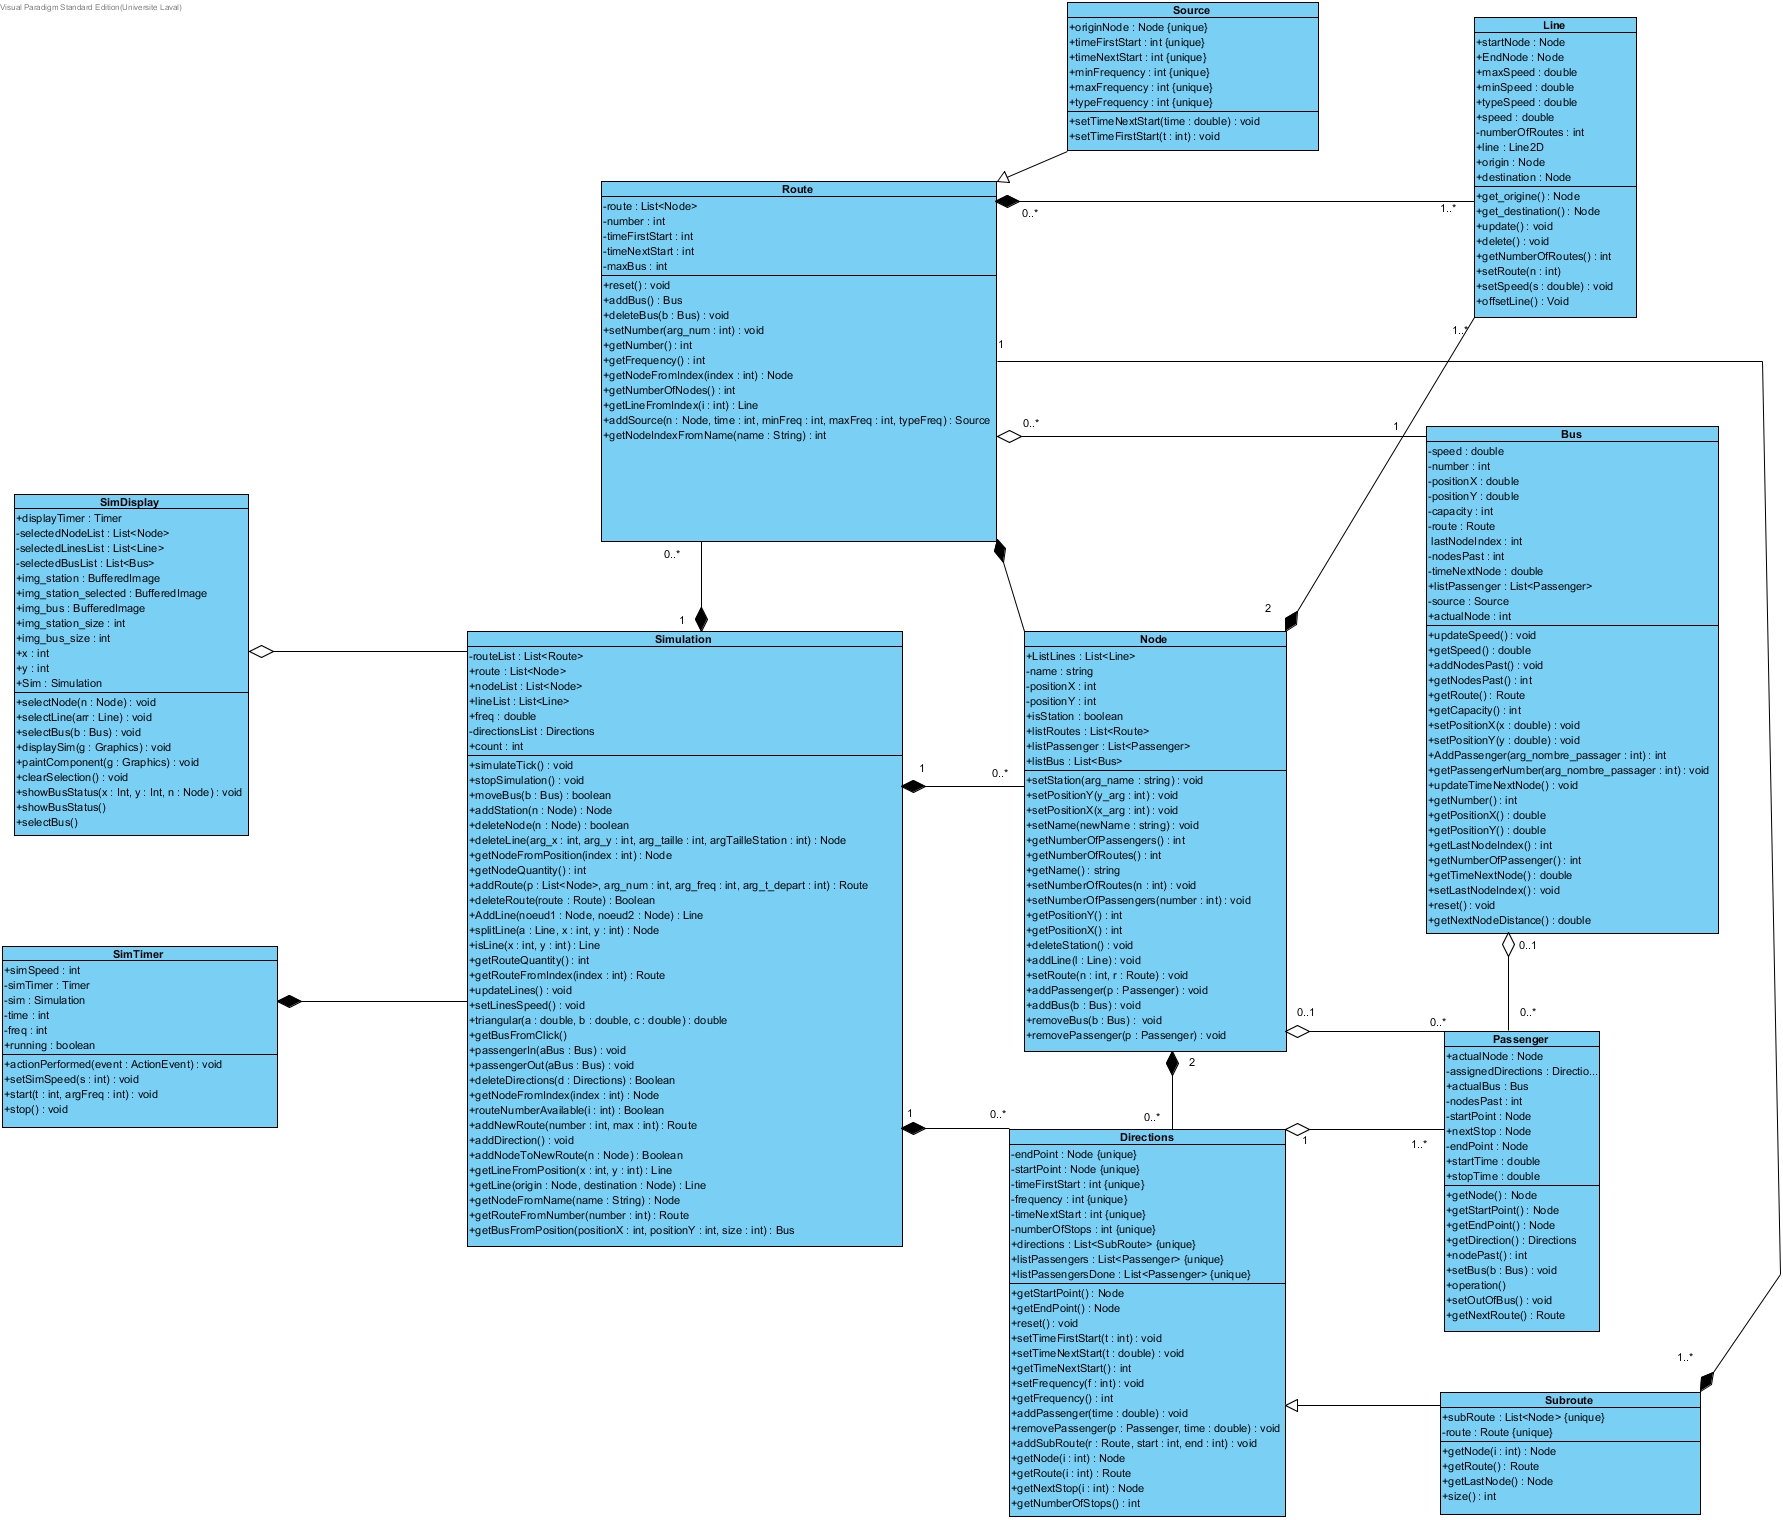 Visual Paradigm Standard Edition(Universite Laval)
Source
+originNode : Node {unique}
+timeFirstStart : int {unique}
+timeNextStart : int {unique}
+minFrequency : int {unique}
+maxFrequency : int {unique}
+typeFrequency : int {unique}
+setTimeNextStart(time : double) : void
+setTimeFirstStart(t : int) : void
Line
+startNode : Node
+EndNode : Node
+maxSpeed : double
+minSpeed : double
+typeSpeed : double
+speed : double
-numberOfRoutes : int
+line : Line2D
+origin : Node
+destination : Node
+get_origine() : Node
+get_destination() : Node
+update() : void
+delete() : void
+getNumberOfRoutes() : int
+setRoute(n : int)
+setSpeed(s : double) : void
+offsetLine() : Void
Route
-route : List<Node>
-number : int
-timeFirstStart : int
-timeNextStart : int
-maxBus : int
+reset() : void
+addBus() : Bus
+deleteBus(b : Bus) : void
+setNumber(arg_num : int) : void
+getNumber() : int
+getFrequency() : int
+getNodeFromIndex(index : int) : Node
+getNumberOfNodes() : int
+getLineFromIndex(i : int) : Line
+addSource(n : Node, time : int, minFreq : int, maxFreq : int, typeFreq) : Source
+getNodeIndexFromName(name : String) : int
0..*
1..*
1
1..*
0..*
1
Bus
-speed : double
-number : int
-positionX : double
-positionY : double
-capacity : int
-route : Route
lastNodeIndex : int
-nodesPast : int
-timeNextNode : double
+listPassenger : List<Passenger>
-source : Source
+actualNode : int
+updateSpeed() : void
+getSpeed() : double
+addNodesPast() : void
+getNodesPast() : int
+getRoute() : Route
+getCapacity() : int
+setPositionX(x : double) : void
+setPositionY(y : double) : void
+AddPassenger(arg_nombre_passager : int) : int
+getPassengerNumber(arg_nombre_passager : int) : void
+updateTimeNextNode() : void
+getNumber() : int
+getPositionX() : double
+getPositionY() : double
+getLastNodeIndex() : int
+getNumberOfPassenger() : int
+getTimeNextNode() : double
+setLastNodeIndex() : void
+reset() : void
+getNextNodeDistance() : double
SimDisplay
+displayTimer : Timer
-selectedNodeList : List<Node>
-selectedLinesList : List<Line>
-selectedBusList : List<Bus>
+img_station : BufferedImage
+img_station_selected : BufferedImage
+img_bus : BufferedImage
+img_station_size : int
+img_bus_size : int
+x : int
+y : int
+Sim : Simulation
+selectNode(n : Node) : void
+selectLine(arr : Line) : void
+selectBus(b : Bus) : void
+displaySim(g : Graphics) : void
+paintComponent(g : Graphics) : void
+clearSelection() : void
+showBusStatus(x : Int, y : Int, n : Node) : void
+showBusStatus()
+selectBus()
0..*
1
2
Simulation
-routeList : List<Route>
+route : List<Node>
+nodeList : List<Node>
+lineList : List<Line>
+freq : double
-directionsList : Directions
+count : int
+simulateTick() : void
+stopSimulation() : void
+moveBus(b : Bus) : boolean
+addStation(n : Node) : Node
+deleteNode(n : Node) : boolean
+deleteLine(arg_x : int, arg_y : int, arg_taille : int, argTailleStation : int) : Node
+getNodeFromPosition(index : int) : Node
+getNodeQuantity() : int
+addRoute(p : List<Node>, arg_num : int, arg_freq : int, arg_t_depart : int) : Route
+deleteRoute(route : Route) : Boolean
+AddLine(noeud1 : Node, noeud2 : Node) : Line
+splitLine(a : Line, x : int, y : int) : Node
+isLine(x : int, y : int) : Line
+getRouteQuantity() : int
+getRouteFromIndex(index : int) : Route
+updateLines() : void
+setLinesSpeed() : void
+triangular(a : double, b : double, c : double) : double
+getBusFromClick()
+passengerIn(aBus : Bus) : void
+passengerOut(aBus : Bus) : void
+deleteDirections(d : Directions) : Boolean
+getNodeFromIndex(index : int) : Node
+routeNumberAvailable(i : int) : Boolean
+addNewRoute(number : int, max : int) : Route
+addDirection() : void
+addNodeToNewRoute(n : Node) : Boolean
+getLineFromPosition(x : int, y : int) : Line
+getLine(origin : Node, destination : Node) : Line
+getNodeFromName(name : String) : Node
+getRouteFromNumber(number : int) : Route
+getBusFromPosition(positionX : int, positionY : int, size : int) : Bus
1
0..*
1
0..*
Node
+ListLines : List<Line>
-name : string
-positionX : int
-positionY : int
+isStation : boolean
+listRoutes : List<Route>
+listPassenger : List<Passenger>
+listBus : List<Bus>
+setStation(arg_name : string) : void
+setPositionY(y_arg : int) : void
+setPositionX(x_arg : int) : void
+setName(newName : string) : void
+getNumberOfPassengers() : int
+getNumberOfRoutes() : int
+getName() : string
+setNumberOfRoutes(n : int) : void
+setNumberOfPassengers(number : int) : void
+getPositionY() : int
+getPositionX() : int
+deleteStation() : void
+addLine(l : Line) : void
+setRoute(n : int, r : Route) : void
+addPassenger(p : Passenger) : void
+addBus(b : Bus) : void
+removeBus(b : Bus) : void
+removePassenger(p : Passenger) : void
SimTimer
+simSpeed : int
-simTimer : Timer
-sim : Simulation
-time : int
-freq : int
+running : boolean
+actionPerformed(event : ActionEvent) : void
+setSimSpeed(s : int) : void
+start(t : int, argFreq : int) : void
+stop() : void
0..1
0..*
0..1
0..*
2
0..*
1
1..*
Passenger
+actualNode : Node
-assignedDirections : Directio...
+actualBus : Bus
-nodesPast : int
-startPoint : Node
+nextStop : Node
-endPoint : Node
+startTime : double
+stopTime : double
+getNode() : Node
+getStartPoint() : Node
+getEndPoint() : Node
+getDirection() : Directions
+nodePast() : int
+setBus(b : Bus) : void
+operation()
+setOutOfBus() : void
+getNextRoute() : Route
Directions
-endPoint : Node {unique}
-startPoint : Node {unique}
-timeFirstStart : int {unique}
-frequency : int {unique}
-timeNextStart : int {unique}
-numberOfStops : int {unique}
+directions : List<SubRoute> {unique}
+listPassengers : List<Passenger> {unique}
+listPassengersDone : List<Passenger> {unique}
+getStartPoint() : Node
+getEndPoint() : Node
+reset() : void
+setTimeFirstStart(t : int) : void
+setTimeNextStart(t : double) : void
+getTimeNextStart() : int
+setFrequency(f : int) : void
+getFrequency() : int
+addPassenger(time : double) : void
+removePassenger(p : Passenger, time : double) : void
+addSubRoute(r : Route, start : int, end : int) : void
+getNode(i : int) : Node
+getRoute(i : int) : Route
+getNextStop(i : int) : Node
+getNumberOfStops() : int
1..*
Subroute
+subRoute : List<Node> {unique}
-route : Route {unique}
+getNode(i : int) : Node
+getRoute() : Route
+getLastNode() : Node
+size() : int